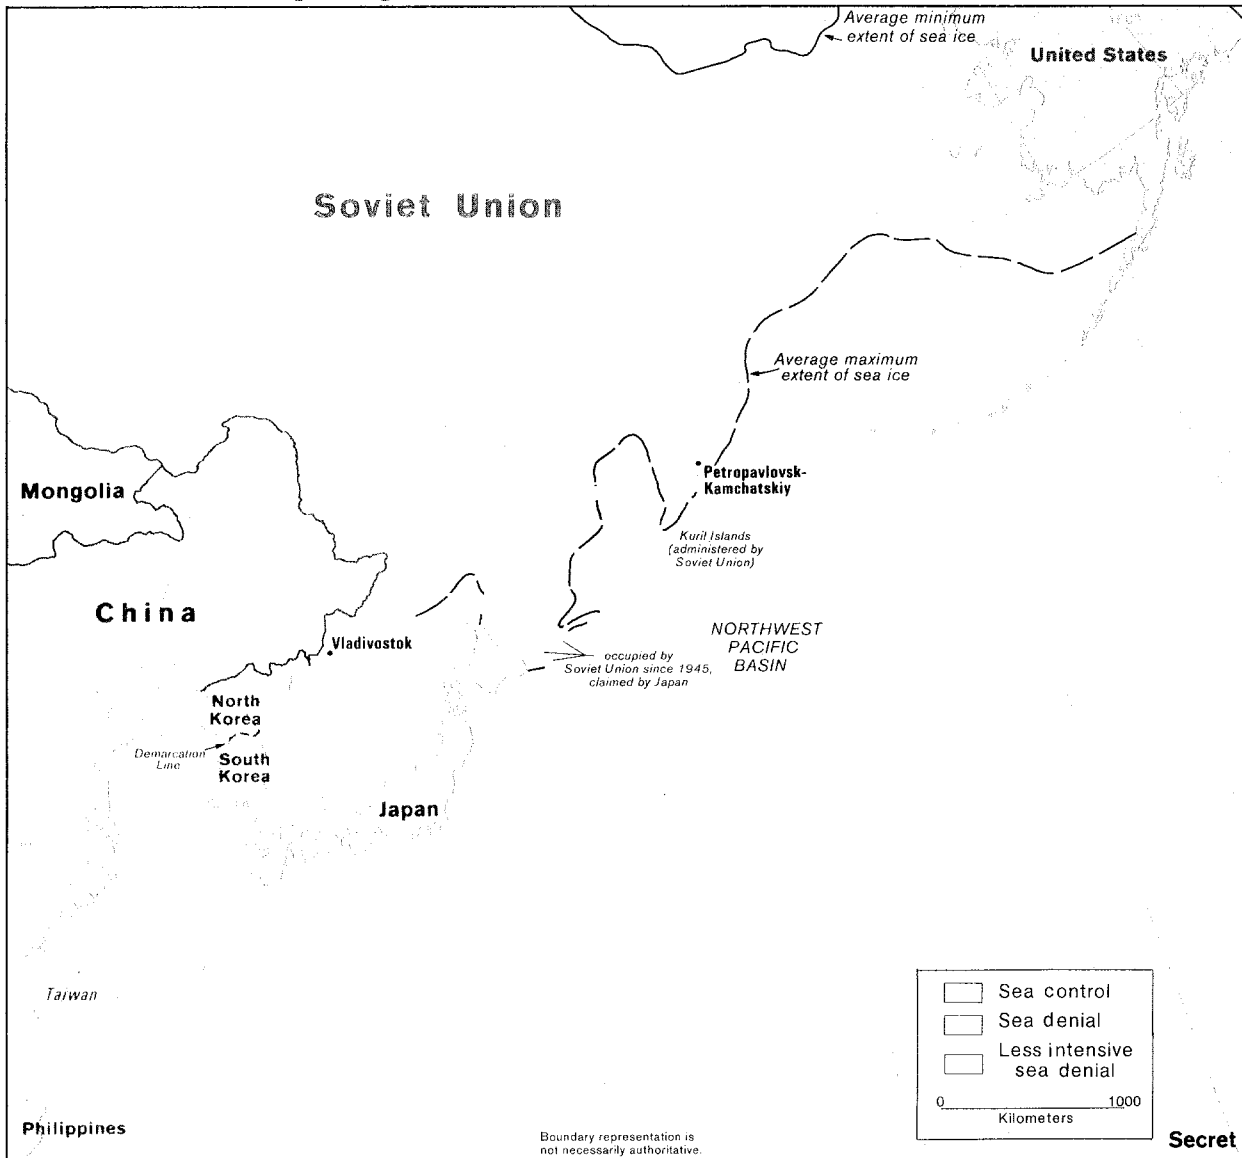 Average minimum
extent of sea ice
United States
Soviet Union
Average maximum
extent of sea ice
Petropavlovsk-
Kamchatskiy
Mongolia
Kuril Islands
(administered by
Soviet Union)
China
Vladivostok
NORTHWEST
PACIFIC
BASIN
occupied by
Soviet Union since 1945,
claimed by Japan
North
Korea
Demarcation
Line
South
Korea
Japan
Taiwan
Sea control
Sea denial
Less intensive
sea denial
0 1000
Kilometers
Philippines
Boundary representation is
not necessarily authoritative.
Secret